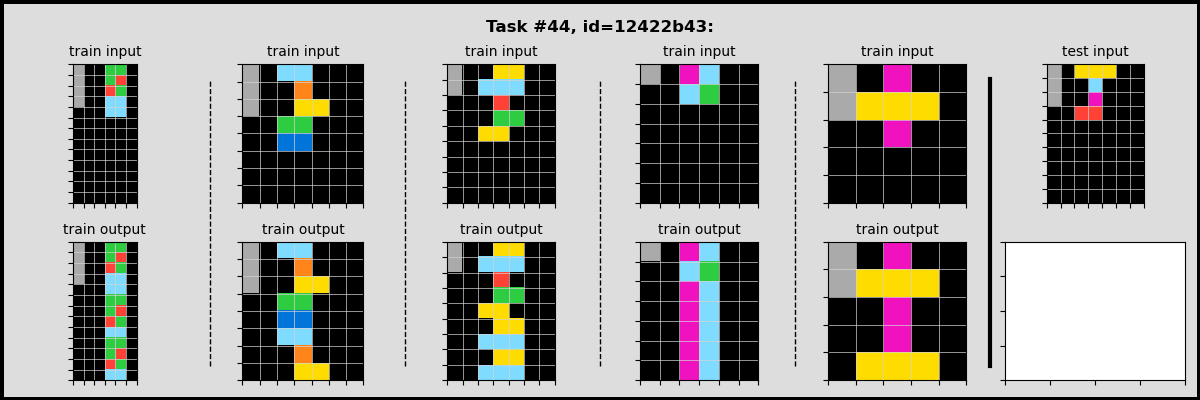 Task #44, id=12422b43:
train input train input train input train input train input test input
train output train output train output train output train output